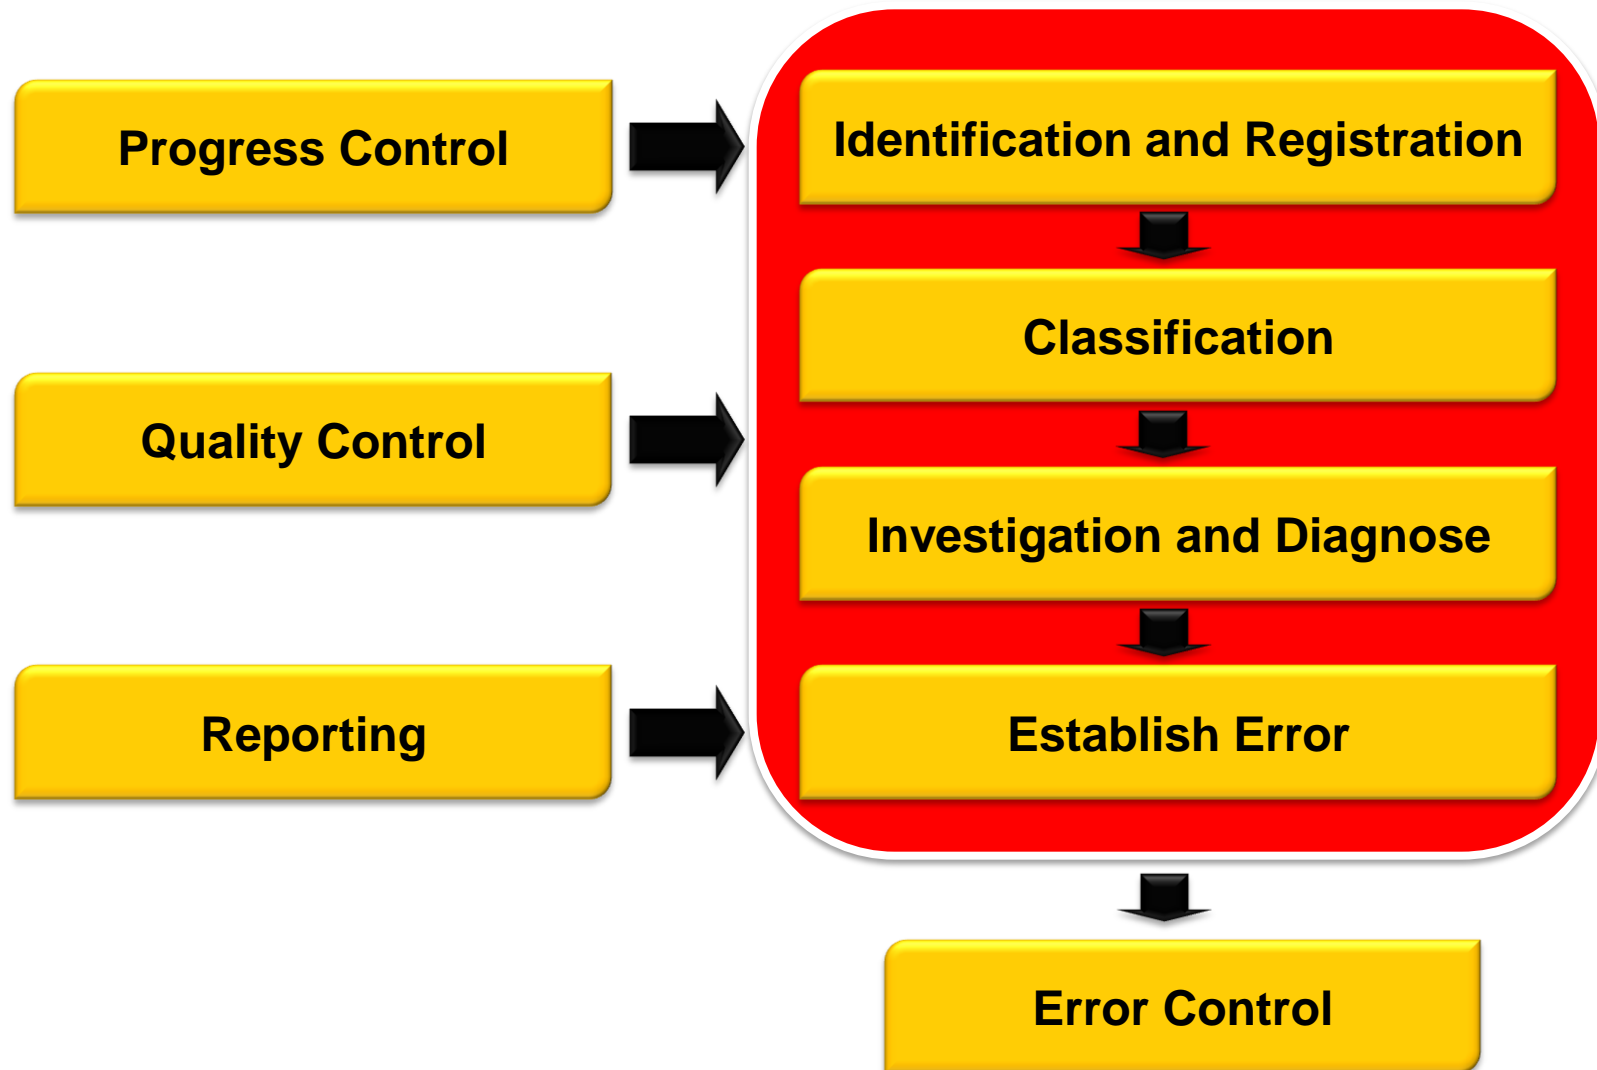 Progress Control
Quality Control
Reporting
Identification and Registration
Classification
Investigation and Diagnose
Establish Error
Error Control